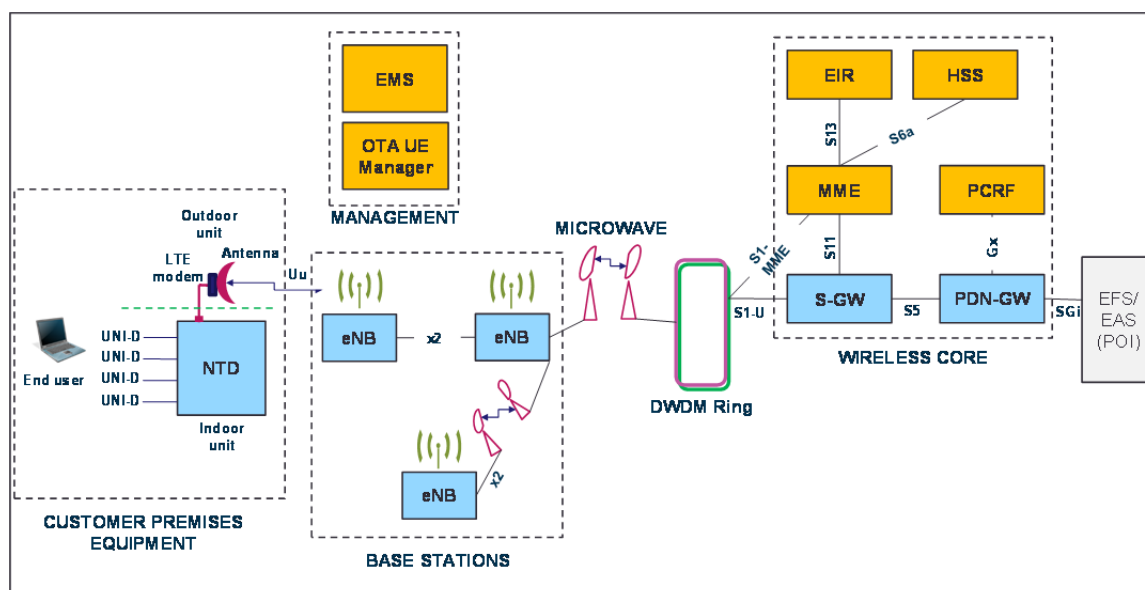 EMS
OTA UE
Manager
MANAGEMENT
EIR
HSS
S13
S6a
MME
PCRF
S11
Gx
S1-
MME
S-GW
S5
PDN-GW
S1-U
SGi
WIRELESS CORE
EFS/
EAS
(POI)
Outdoor
unit
LTE
modem
Antenna
Uu
UNI-D
UNI-D
UNI-D
UNI-D
End user
NTD
Indoor
unit
CUSTOMER PREMISES
EQUIPMENT
eNB
x2
eNB
x2
eNB
BASE STATIONS
MICROWAVE
DWDM Ring